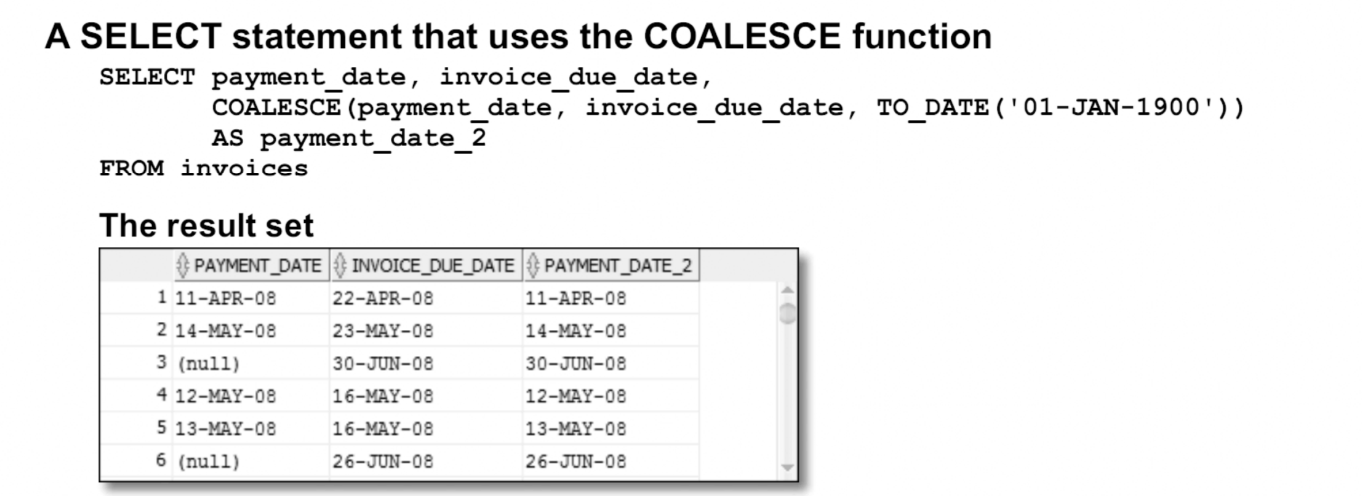 A SELECT statement that uses the COALESCE function
SELECT payment_date, invoice_due_date,
COALESCE(payment_date, invoice_due_date, TO_DATE('01-JAN-1900'))
AS payment_date_2
FROM invoices
The result set
PAYMENT_DATE INVOICE_DUE_DATE PAYMENT_DATE_2
1 11-APR-08 22-APR-08 11-APR-08
2 14-MAY-08 23-MAY-08 14-MAY-08
3 (null) 30-JUN-08 30-JUN-08
4 12-MAY-08 16-MAY-08 12-MAY-08
5 13-MAY-08 16-MAY-08 13-MAY-08
6 (null) 26-JUN-08 26-JUN-08